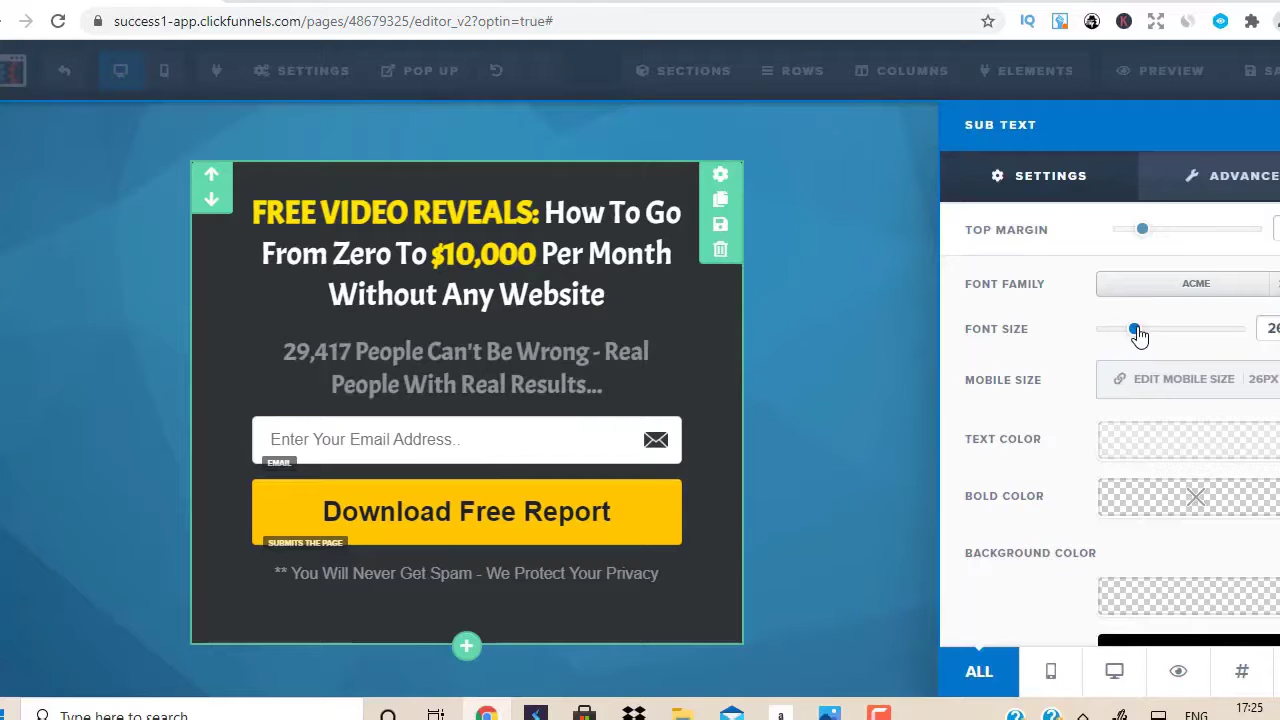 success1-app.clickfunnels.com/pages/48679325/editor_v2?optin=true#
IQ
K
SETTINGS
POP UP
SECTIONS
ROWS
COLUMNS
ELEMENTS
PREVIEW
SA
SUB TEXT
SETTINGS
ADVANCE
FREE VIDEO REVEALS: How To Go
From Zero To $10,000 Per Month
Without Any Website
29,417 People Can't Be Wrong - Real
People With Real Results...
Enter Your Email Address..
EMAIL
Download Free Report
SUBMITS THE PAGE
** You Will Never Get Spam - We Protect Your Privacy
TOP MARGIN
FONT FAMILY
ACME
FONT SIZE
26
MOBILE SIZE
EDIT MOBILE SIZE
26PX
TEXT COLOR
BOLD COLOR
BACKGROUND COLOR
ALL
#
Type here to search
a
ENG
17:25